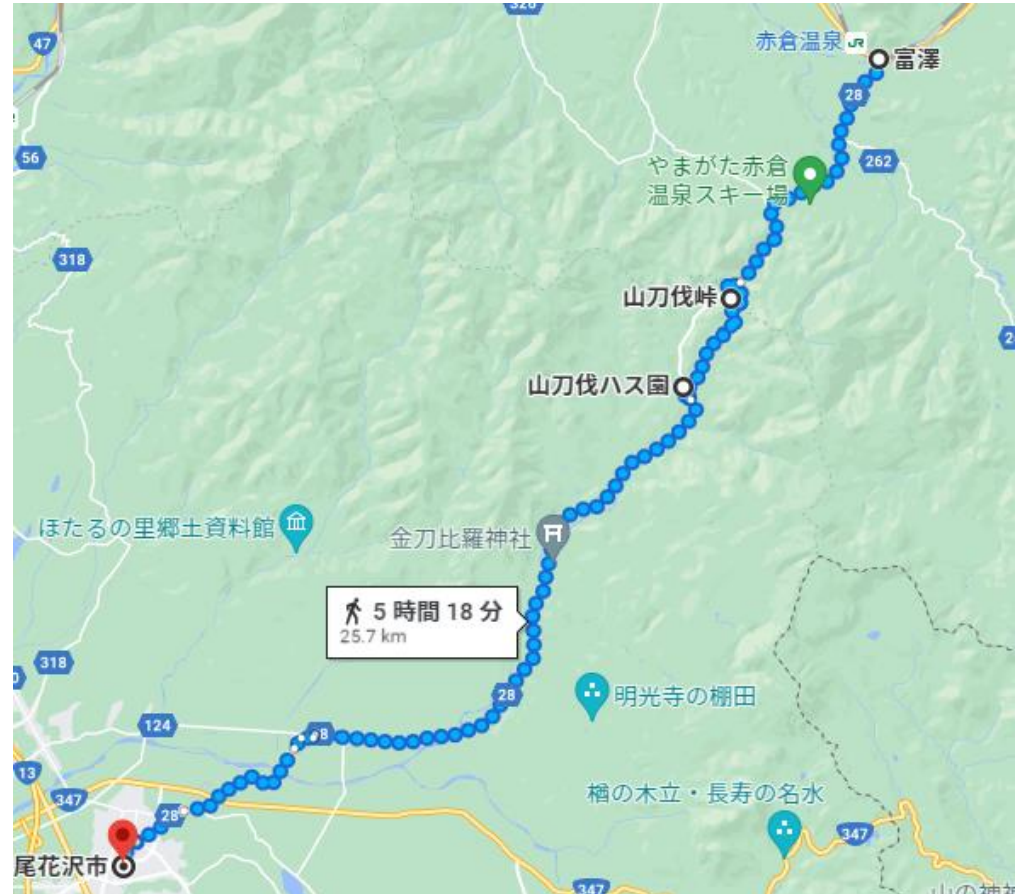 328
47
赤倉温泉
JR
富澤
28
56
やまがた赤倉
温泉スキー場
262
318
山刀伐峠
山刀伐ハス園
ほたるの里郷土資料館
金刀比羅神社
5 時間 18 分
25.7 km
318
28
明光寺の棚田
124
13
347
28
楢の木立・長寿の名水
347
尾花沢市
347